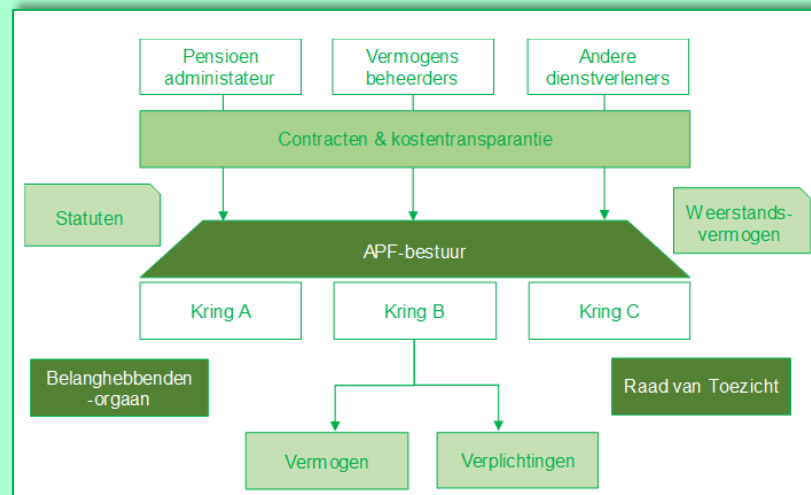 Pensioen
administateur
Vermogens
beheerders
Andere
dienstverleners
Contracten & kostentransparantie
Statuten
Weerstands-
vermogen
APF-bestuur
Kring A
Kring B
Kring C
Belanghebbenden
-orgaan
Raad van Toezicht
Vermogen
Verplichtingen